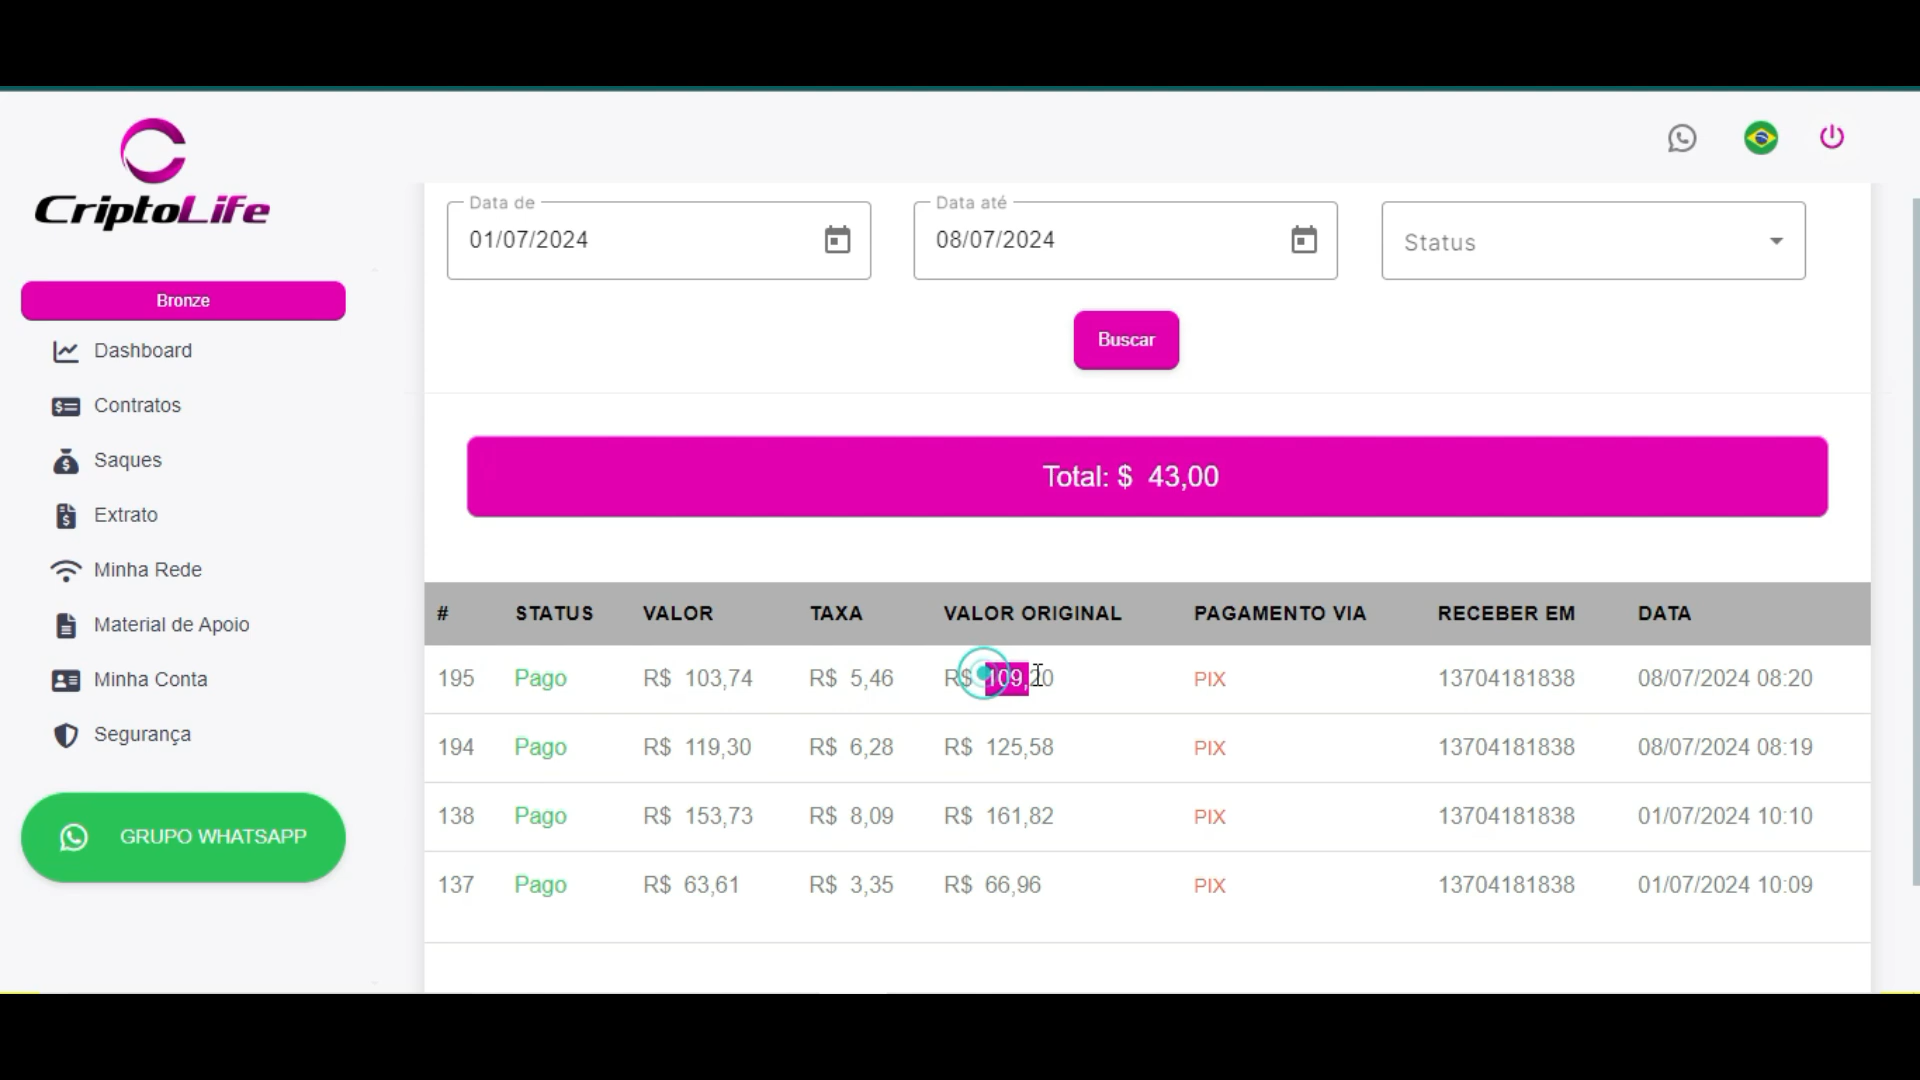 CriptoLife
Bronze
Dashboard
Contratos
Saques
Extrato
Minha Rede
Material de Apoio
Minha Conta
Segurança
GRUPO WHATSAPP
Data de
01/07/2024
Data até
08/07/2024
Status
Buscar
Total: $ 43,00
# STATUS VALOR TAXA VALOR ORIGINAL PAGAMENTO VIA RECEBER EM DATA
195 Pago R$ 103,74 R$ 5,46 R$ 109,20 PIX 13704181838 08/07/2024 08:20
194 Pago R$ 119,30 R$ 6,28 R$ 125,58 PIX 13704181838 08/07/2024 08:19
138 Pago R$ 153,73 R$ 8,09 R$ 161,82 PIX 13704181838 01/07/2024 10:10
137 Pago R$ 63,61 R$ 3,35 R$ 66,96 PIX 13704181838 01/07/2024 10:09